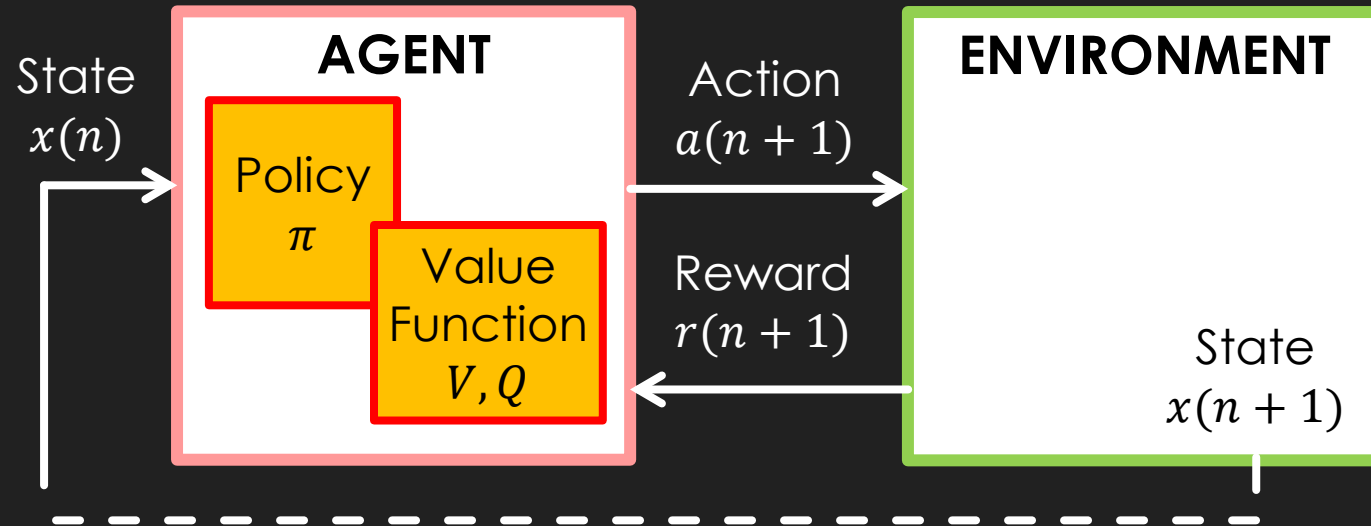 State
x(n)
AGENT
Policy
π
Value
Function
V, Q
Action
a(n + 1)
Reward
r(n + 1)
ENVIRONMENT
State
x(n + 1)